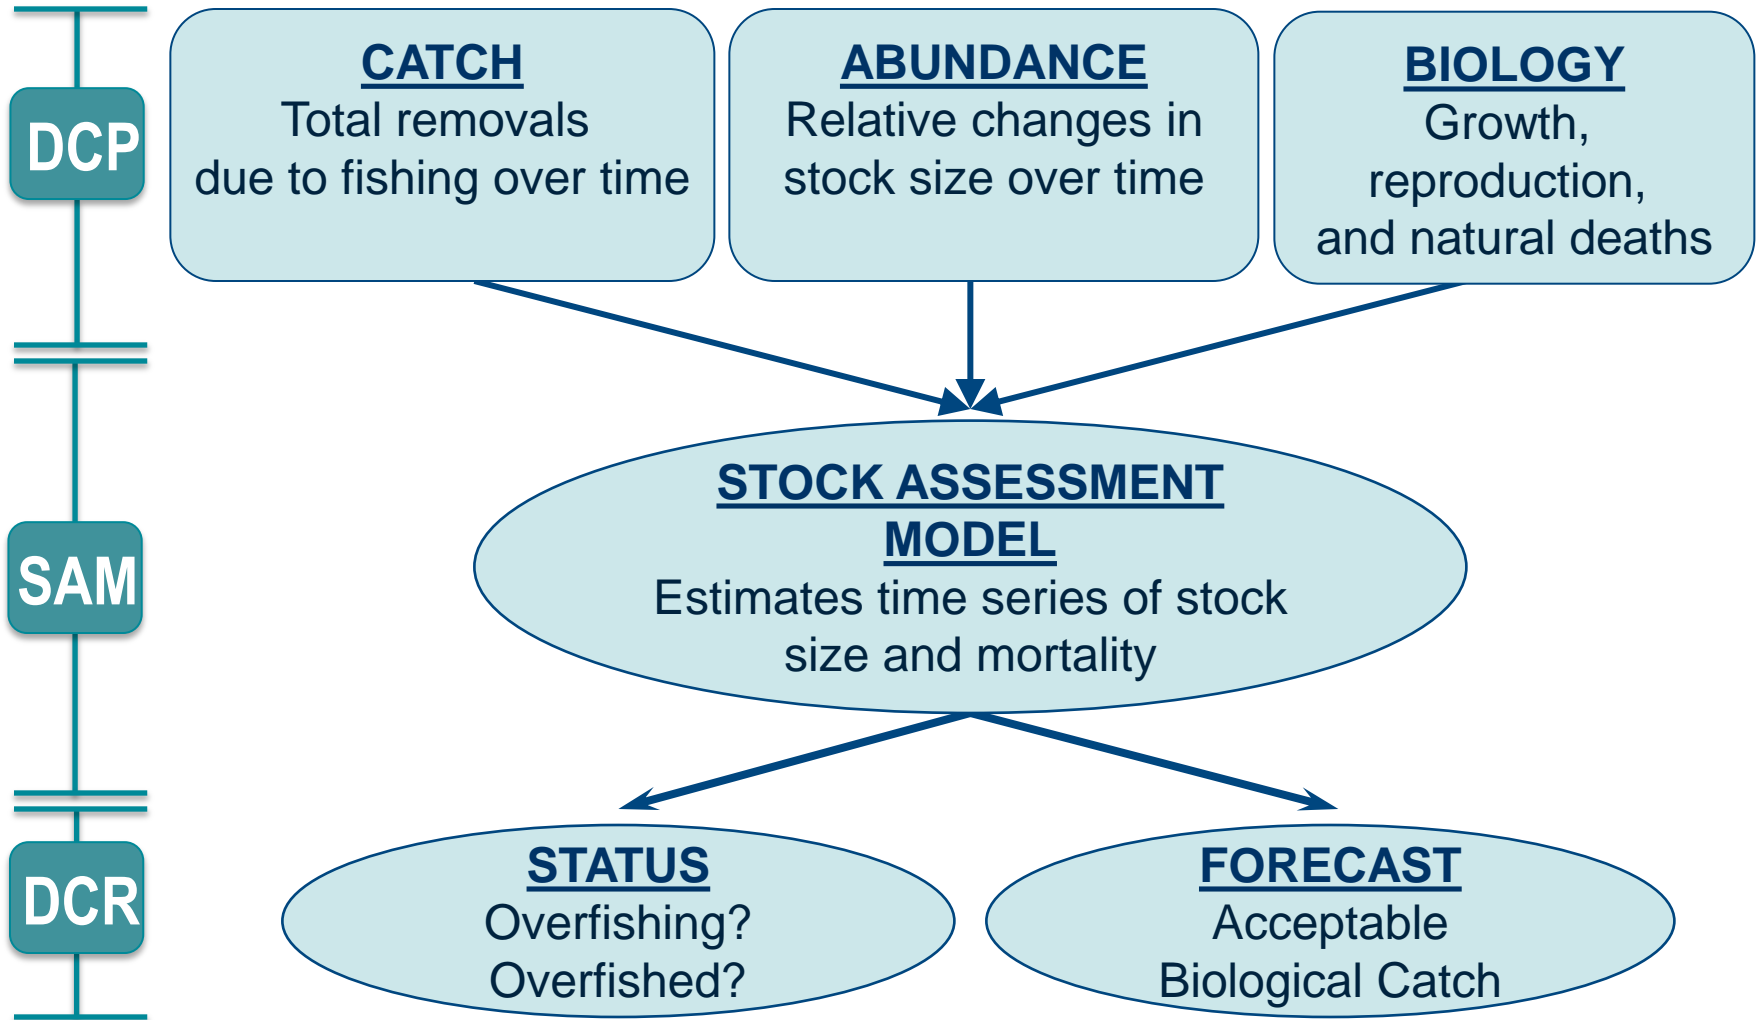 DCP
CATCH
Total removals
due to fishing over time
ABUNDANCE
Relative changes in
stock size over time
BIOLOGY
Growth,
reproduction,
and natural deaths
SAM
STOCK ASSESSMENT
MODEL
Estimates time series of stock
size and mortality
DCR
STATUS
Overfishing?
Overfished?
FORECAST
Acceptable
Biological Catch